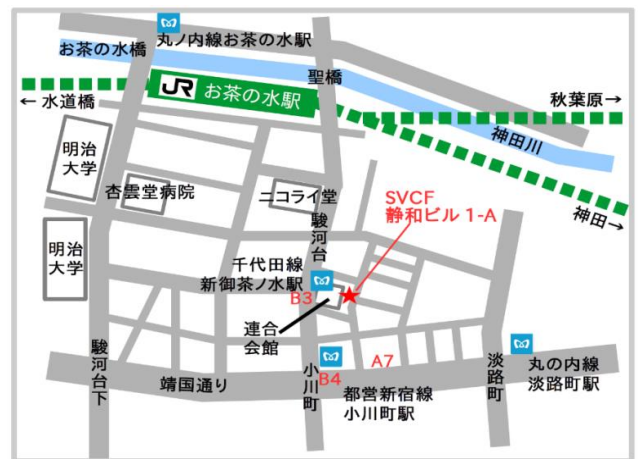 丸ノ内線お茶の水駅
お茶の水橋
聖橋
JR お茶の水駅
← 水道橋
秋葉原→
神田川
神田→
明治
大学
杏雲堂病院
ニコライ堂
SVCF
静和ビル 1-A
駿河台
明治
大学
千代田線
新御茶ノ水駅
B3
連合
会館
駿河台下
靖国通り
小川町
B4
A7
都営新宿線
小川町駅
淡路町
丸の内線
淡路町駅